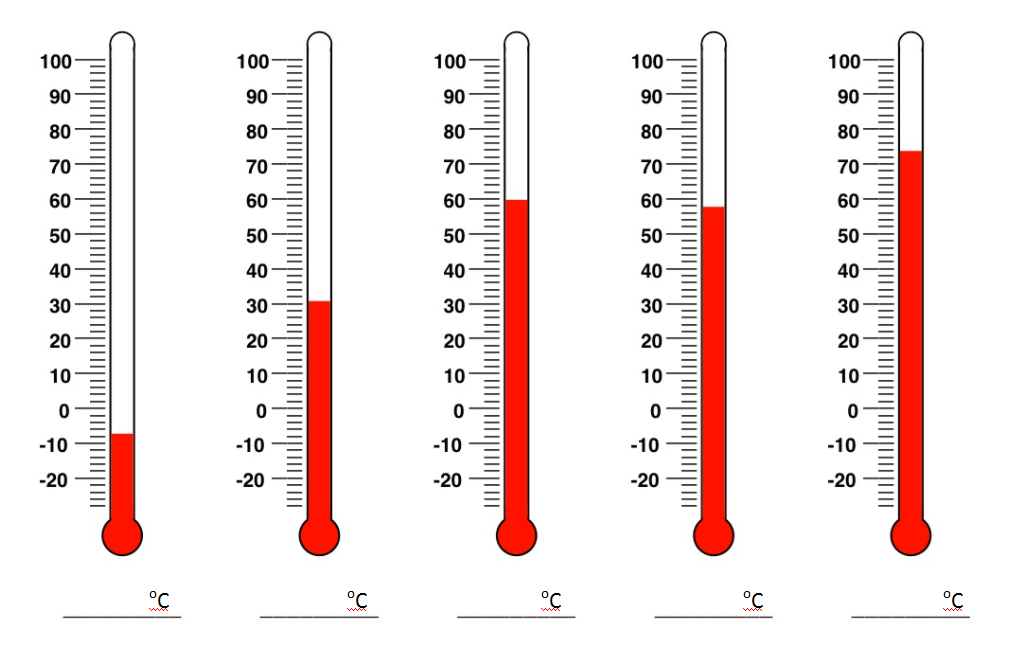 100 100 100 100 100
90 90 90 90 90
80 80 80 80 80
70 70 70 70 70
60 60 60 60 60
50 50 50 50 50
40 40 40 40 40
30 30 30 30 30
20 20 20 20 20
10 10 10 10 10
0 0 0 0 0
-10 -10 -10 -10 -10
-20 -20 -20 -20 -20
ºC ºC ºC ºC ºC